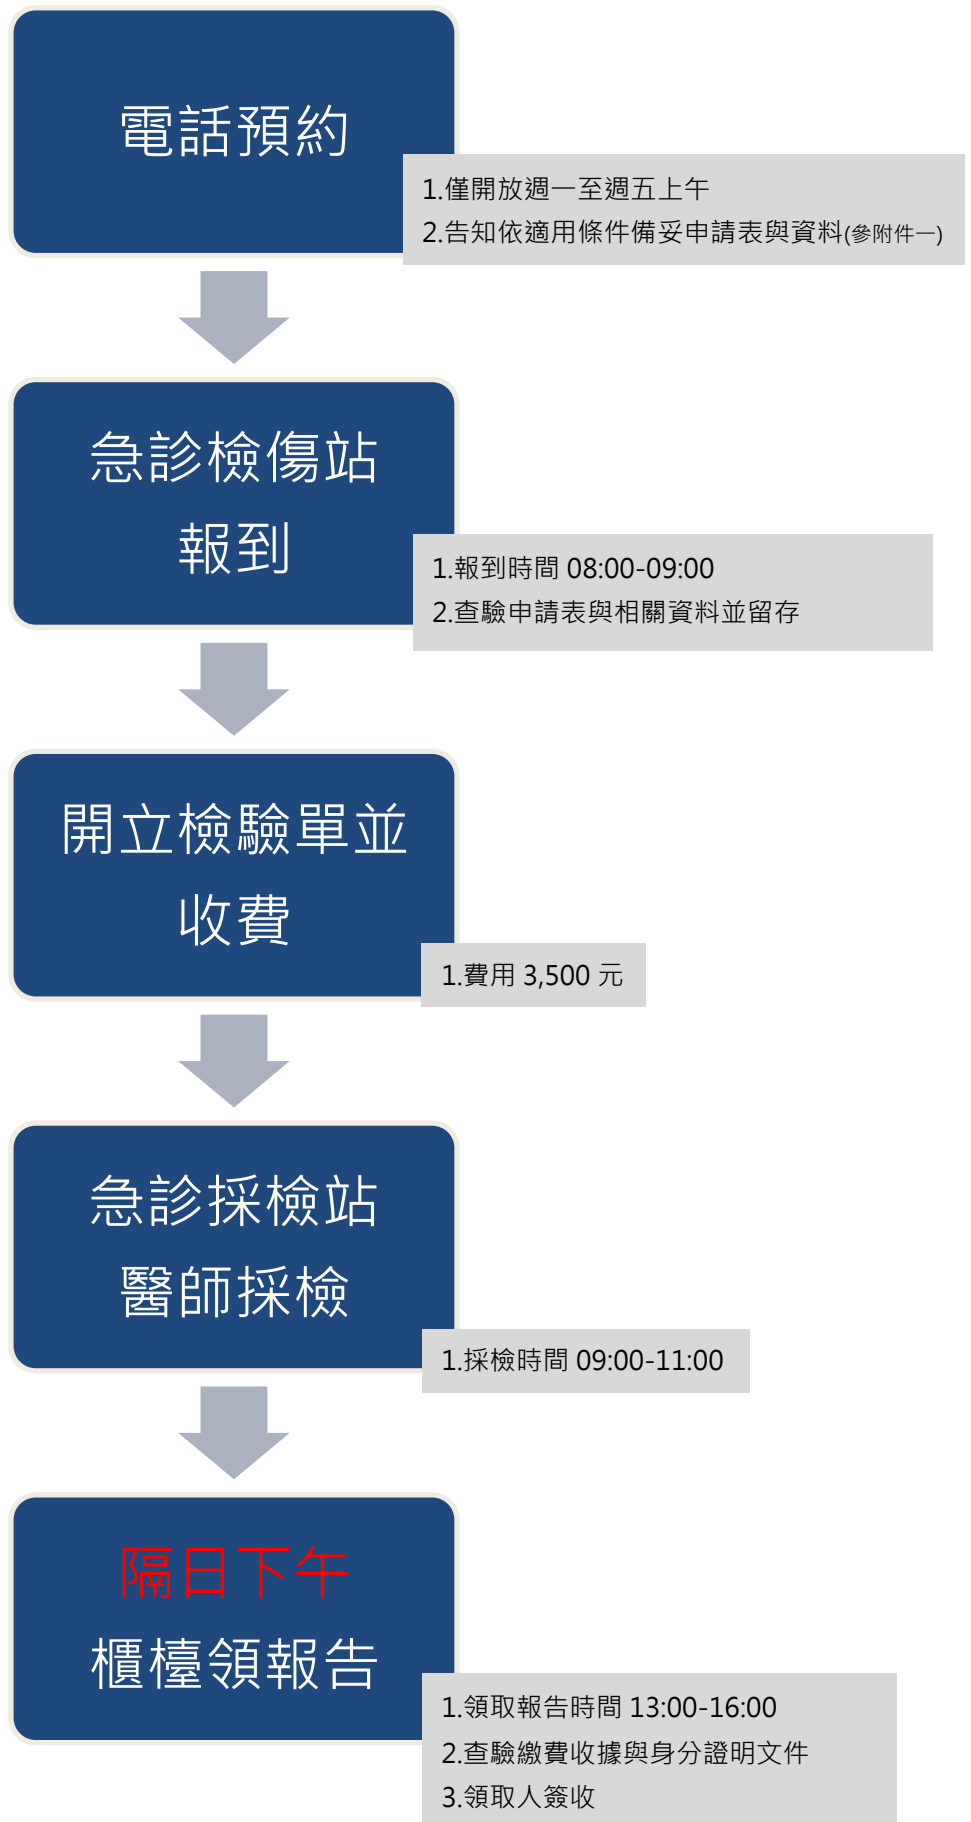 電話預約
1.僅開放週一至週五上午
2.告知依適用條件備妥申請表與資料(參附件一)
急診檢傷站
報到
1.報到時間 08:00-09:00
2.查驗申請表與相關資料並留存
開立檢驗單並
收費
1.費用 3,500 元
急診採檢站
醫師採檢
1.採檢時間 09:00-11:00
隔日下午
櫃檯領報告
1.領取報告時間 13:00-16:00
2.查驗繳費收據與身分證明文件
3.領取人簽收